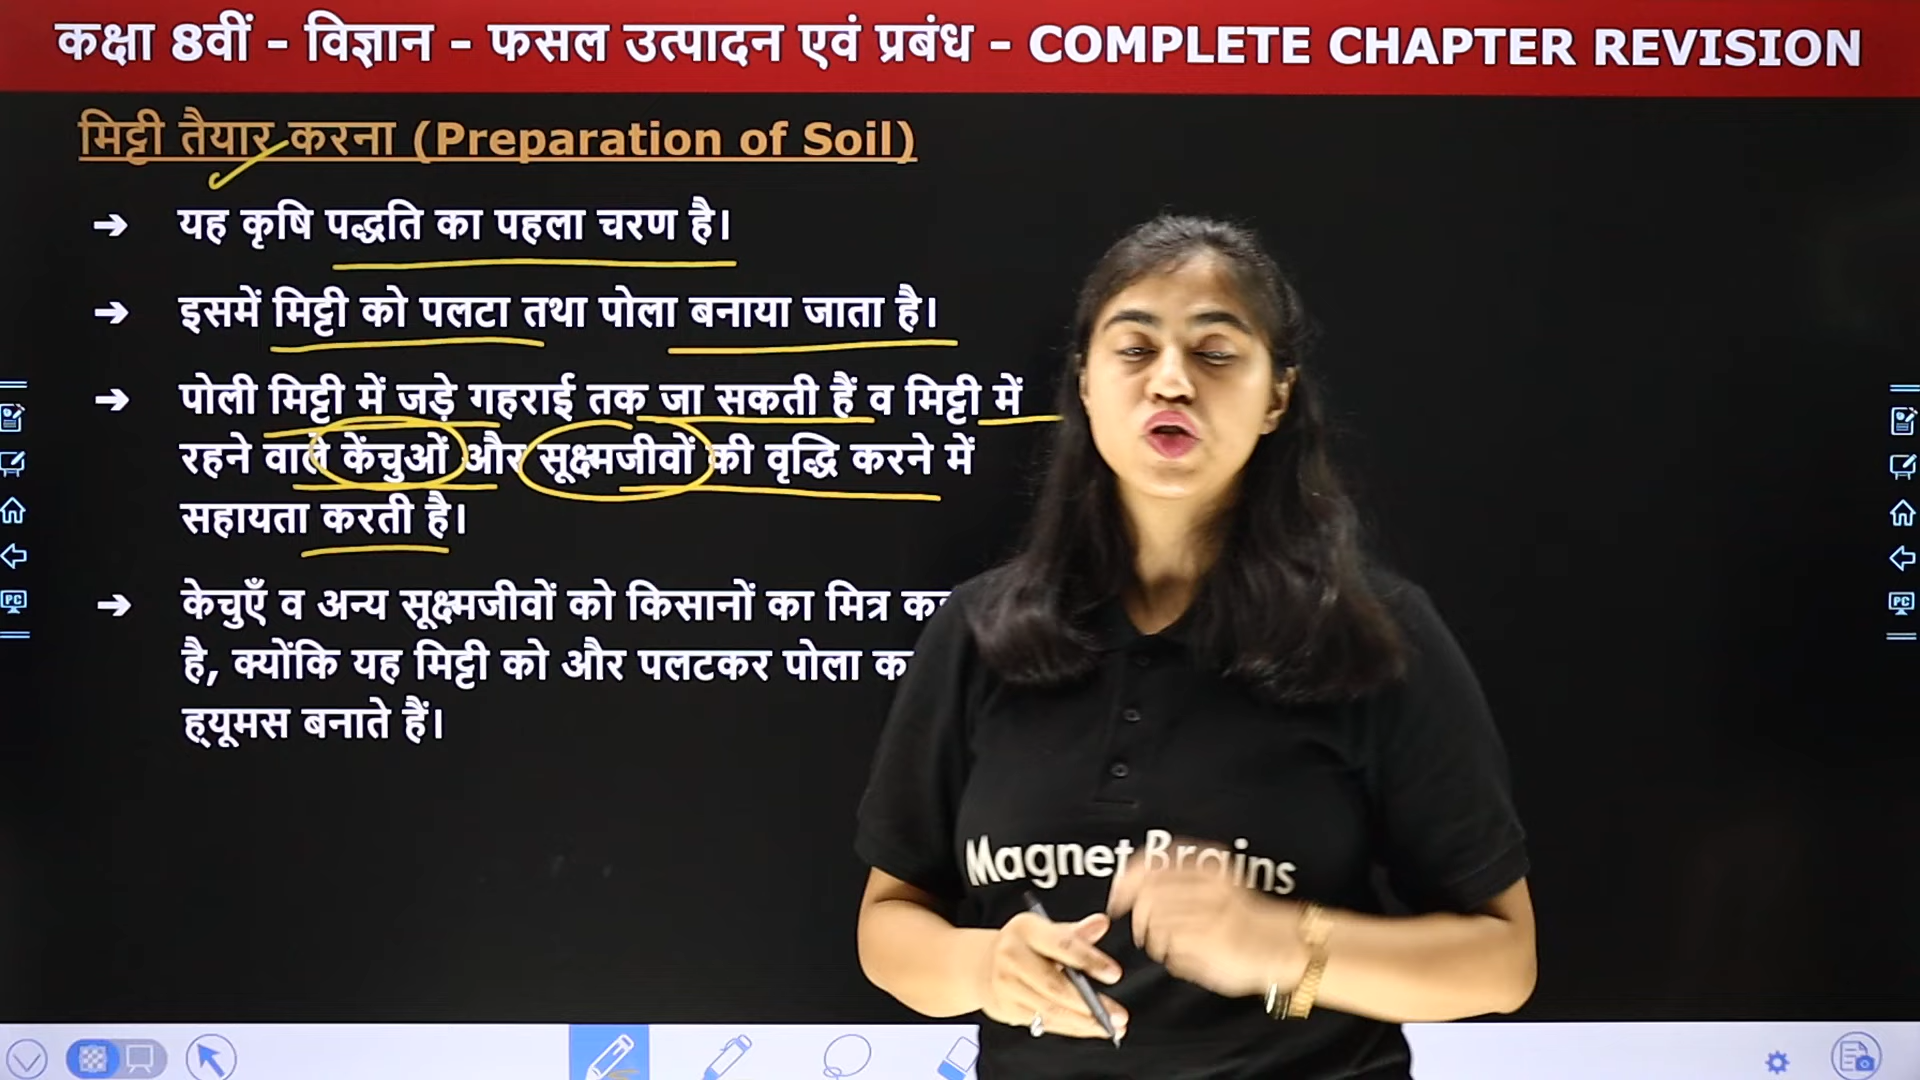 कक्षा 8वीं - विज्ञान - फसल उत्पादन एवं प्रबंध - COMPLETE CHAPTER REVISION
मिट्टी तैयार करना (Preparation of Soil)
➔ यह कृषि पद्धति का पहला चरण है।
➔ इसमें मिट्टी को पलटा तथा पोला बनाया जाता है।
➔ पोली मिट्टी में जड़े गहराई तक जा सकती हैं व मिट्टी में
रहने वाले केंचुओं और सूक्ष्मजीवों की वृद्धि करने में
सहायता करती है।
➔ केचुएँ व अन्य सूक्ष्मजीवों को किसानों का मित्र
है, क्योंकि यह मिट्टी को और पलटकर पोला
ह्यूमस बनाते हैं।
Magnet Brains
PC
PC